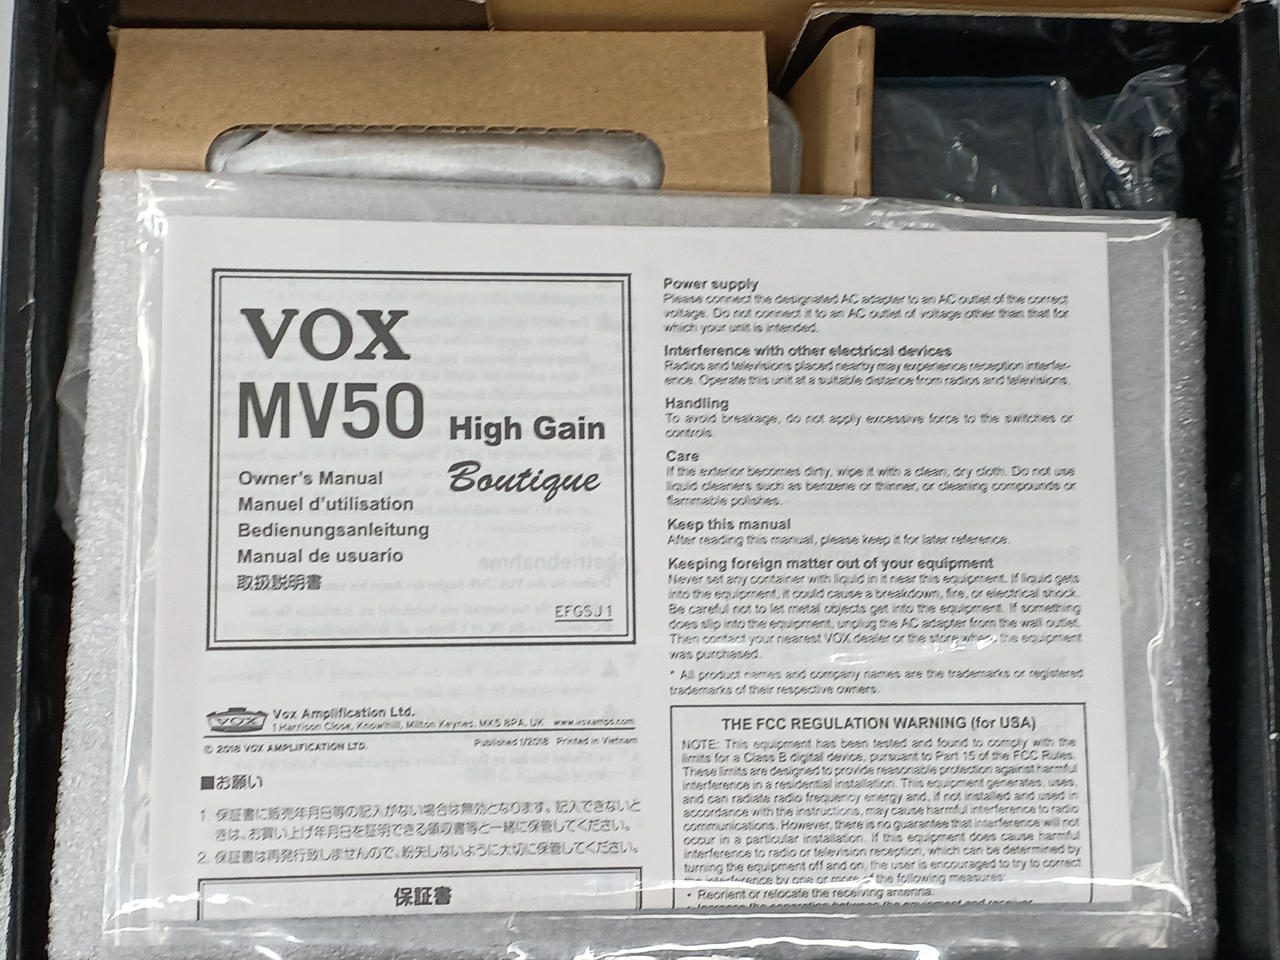 VOX
MV50 High Gain
Boutique
Owner's Manual
Manuel d'utilisation
Bedienungsanleitung
Manual de usuario
取扱説明書
EFGSJ 1
VOX
Vox Amplification Ltd.
1 Harrison Close, Knowlhill, Milton Keynes, MK5 8PA, UK www.voxamps.com
© 2018 VOX AMPLIFICATION LTD. Published 1/2018 Printed in Vietnam
■お願い
1. 保証書に販売年月日等の記入がない場合は無効となります。記入できないと
きは、お買い上げ年月日を証明できる領収書等と一緒に保管してください。
2. 保証書は再発行致しませんので、紛失しないように大切に保管してください。
保証書
Power supply
Please connect the designated AC adapter to an AC outlet of the correct
voltage. Do not connect it to an AC outlet of voltage other than that for
which your unit is intended.
Interference with other electrical devices
Radios and televisions placed nearby may experience reception interfer-
ence. Operate this unit at a suitable distance from radios and televisions.
Handling
To avoid breakage, do not apply excessive force to the switches or
controls.
Care
If the exterior becomes dirty, wipe it with a clean, dry cloth. Do not use
liquid cleaners such as benzene or thinner, or cleaning compounds or
flammable polishes.
Keep this manual
After reading this manual, please keep it for later reference.
Keeping foreign matter out of your equipment
Never set any container with liquid in it near this equipment. If liquid gets
into the equipment, it could cause a breakdown, fire, or electrical shock.
Be careful not to let metal objects get into the equipment. If something
does slip into the equipment, unplug the AC adapter from the wall outlet.
Then contact your nearest VOX dealer or the store where the equipment
was purchased.
* All product names and company names are the trademarks or registered
trademarks of their respective owners.
THE FCC REGULATION WARNING (for USA)
NOTE: This equipment has been tested and found to comply with the
limits for a Class B digital device, pursuant to Part 15 of the FCC Rules.
These limits are designed to provide reasonable protection against harmful
interference in a residential installation. This equipment generates, uses,
and can radiate radio frequency energy and, if not installed and used in
accordance with the instructions, may cause harmful interference to radio
communications. However, there is no guarantee that interference will not
occur in a particular installation. If this equipment does cause harmful
interference to radio or television reception, which can be determined by
turning the equipment off and on, the user is encouraged to try to correct
the interference by one or more of the following measures:
• Reorient or relocate the receiving antenna.
• Increase the separation between the equipment and receiver.